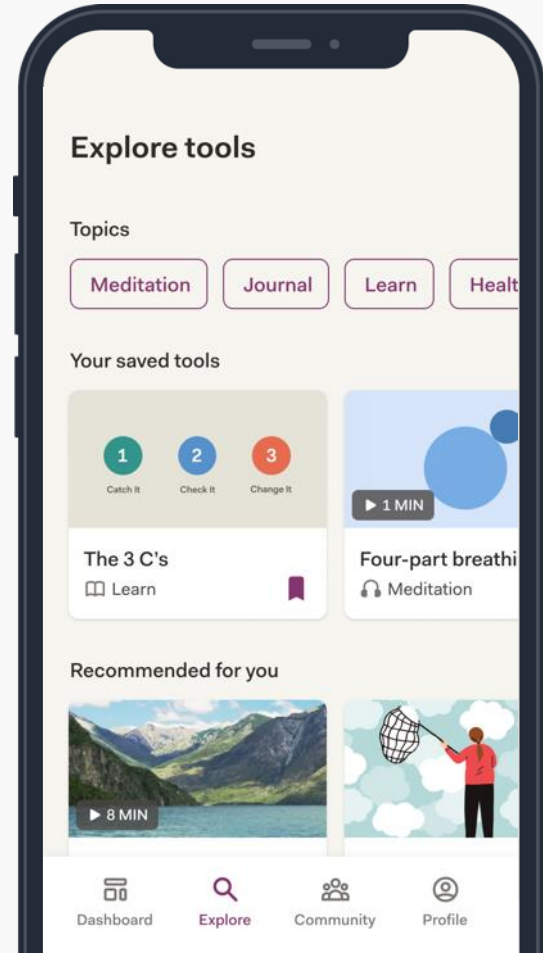 Explore tools
Topics
Meditation Journal Learn Healt
Your saved tools
1 2 3
Catch It Check It Change It
▶ 1 MIN
The 3 C's Four-part breathi
Learn Meditation
Recommended for you
▶ 8 MIN
Dashboard Explore Community Profile